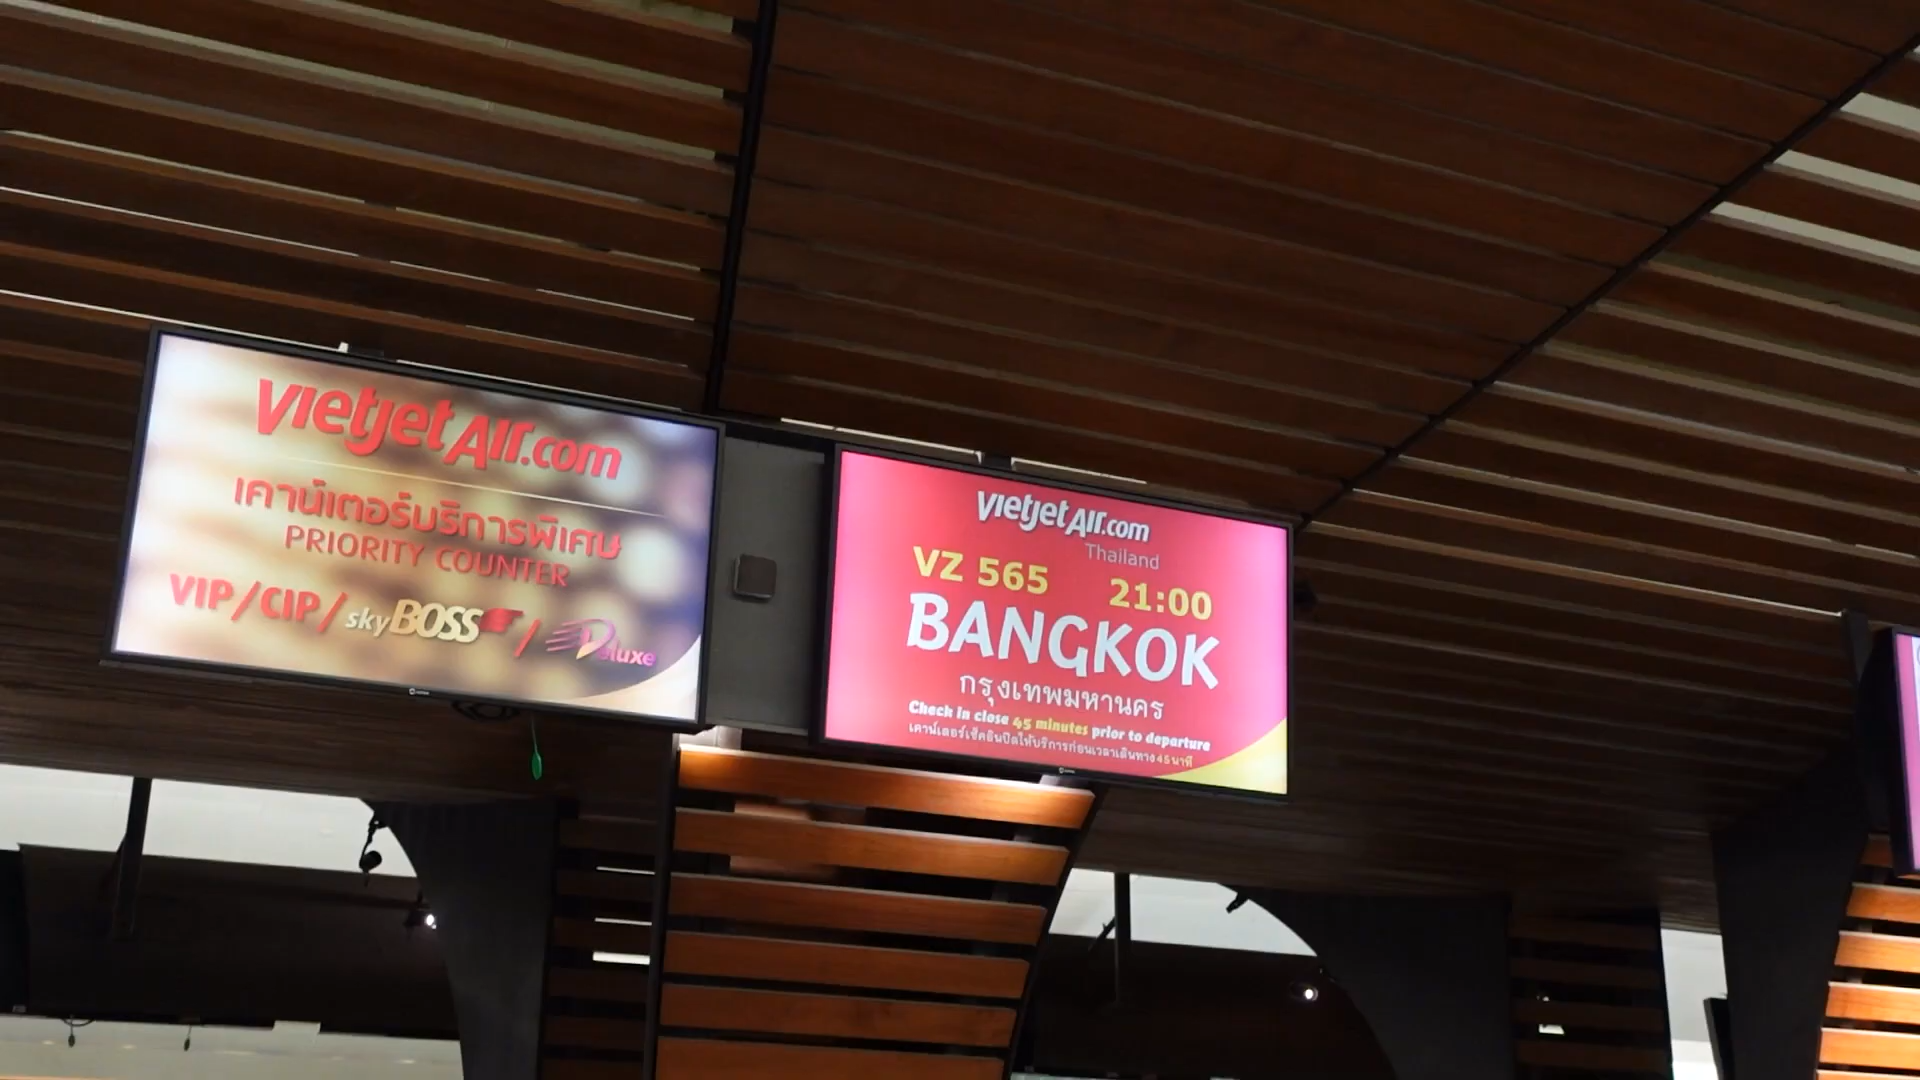 vietjetAir.com
เคาน์เตอร์บริการพิเศษ
PRIORITY COUNTER
VIP/CIP/skyBOSS/Deluxe
vietjetAir.com
Thailand
VZ 565 21:00
BANGKOK
กรุงเทพมหานคร
Check in close 45 minutes prior to departure
เคาน์เตอร์เช็คอินปิดให้บริการก่อนเวลาเดินทาง45นาที